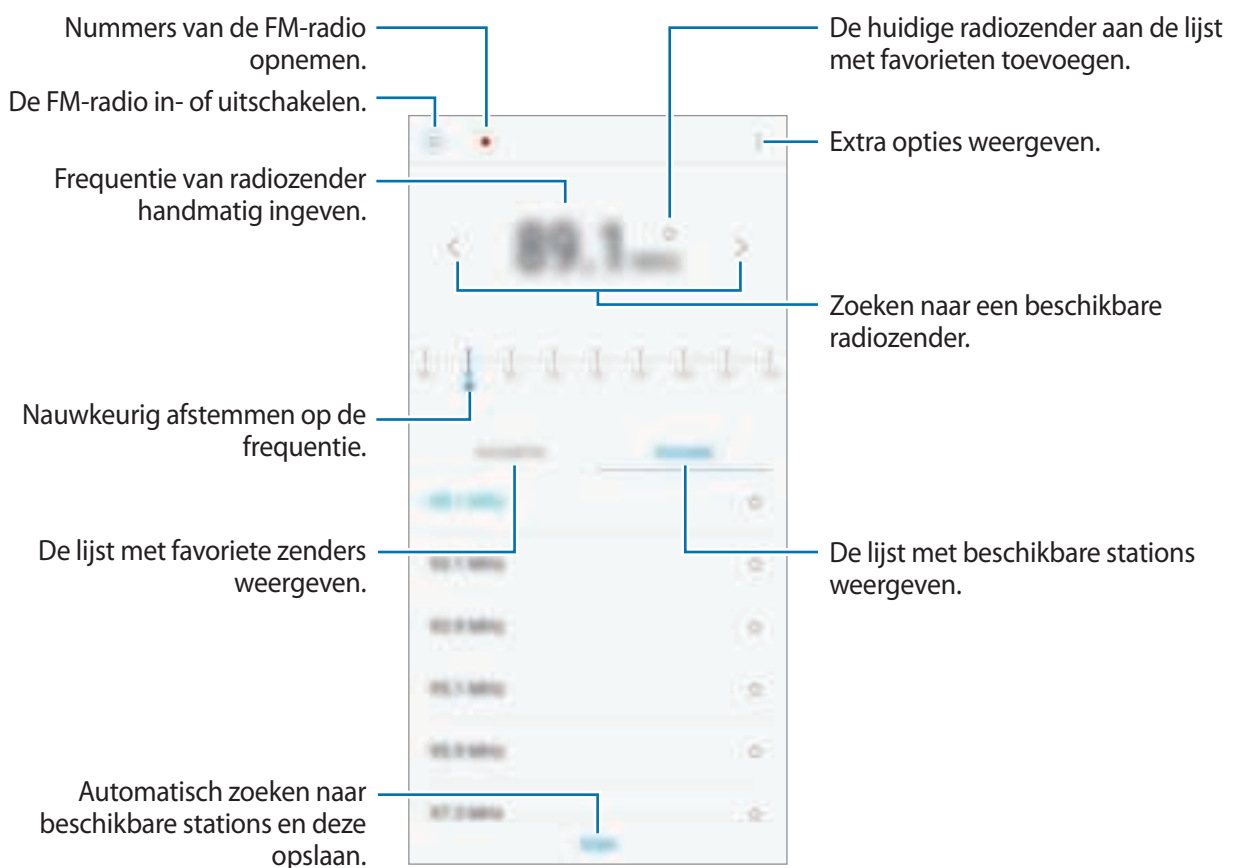 Nummers van de FM-radio
opnemen.
De FM-radio in- of uitschakelen.
Frequentie van radiozender
handmatig ingeven.
Nauwkeurig afstemmen op de
frequentie.
De lijst met favoriete zenders
weergeven.
Automatisch zoeken naar
beschikbare stations en deze
opslaan.
De huidige radiozender aan de lijst
met favorieten toevoegen.
Extra opties weergeven.
Zoeken naar een beschikbare
radiozender.
De lijst met beschikbare stations
weergeven.
89.1 MHz